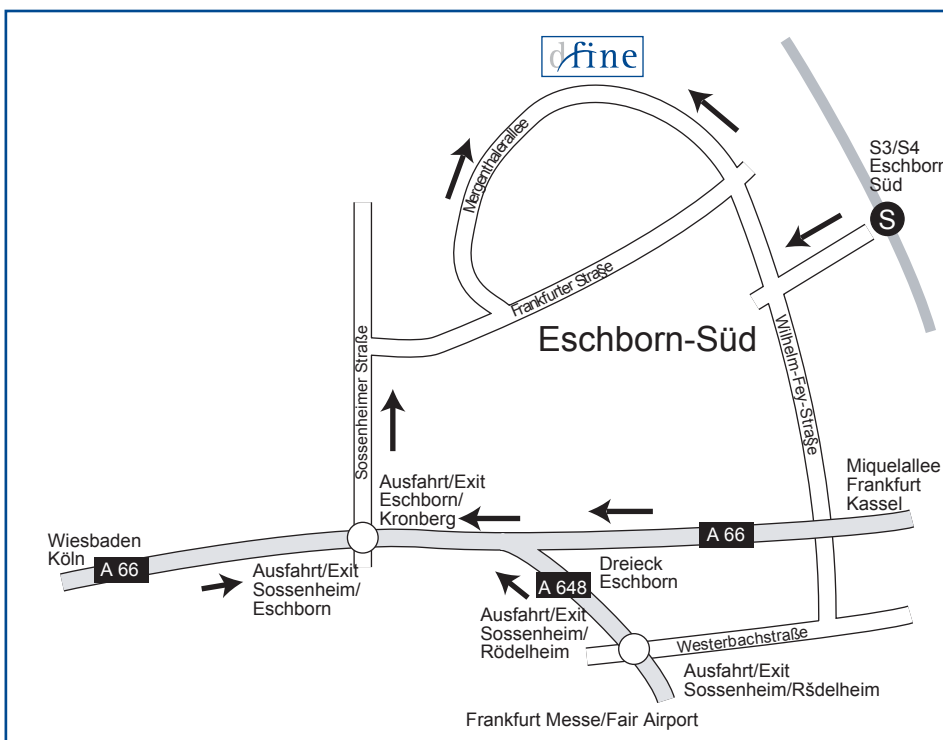 d-fine
Mergenthalerallee
S3/S4
Eschborn
Süd
S
Frankfurter Straße
Eschborn-Süd
Wilhelm-Fey-Straße
Sossenheimer Straße
Ausfahrt/Exit
Eschborn/
Kronberg
Miquelallee
Frankfurt
Kassel
Wiesbaden
Köln
A 66
A 66
Ausfahrt/Exit
Sossenheim/
Eschborn
Dreieck
Eschborn
A 648
Ausfahrt/Exit
Sossenheim/
Rödelheim
Westerbachstraße
Ausfahrt/Exit
Sossenheim/Ršdelheim
Frankfurt Messe/Fair Airport